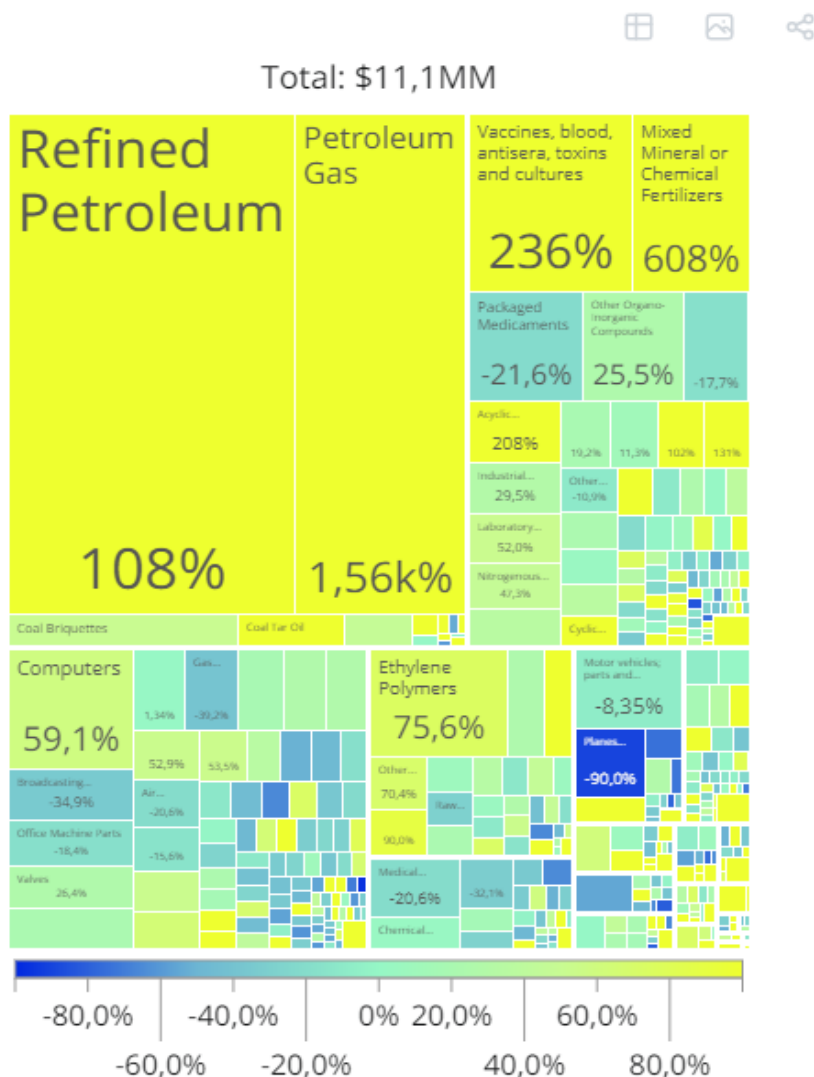 Total: $11,1MM
Refined
Petroleum
108%
Petroleum
Gas
1,56k%
Coal Briquettes
Coal Tar Oil
Vaccines, blood,
antisera, toxins
and cultures
236%
Mixed
Mineral or
Chemical
Fertilizers
608%
Packaged
Medicaments
-21,6%
Other Organo-
Inorganic
Compounds
25,5%
-17,7%
Acyclic...
208%
19,2%
11,3%
102%
131%
Industrial...
29,5%
Other...
-10,9%
Laboratory...
52,0%
Nitrogenous...
47,3%
Cyclic...
Computers
59,1%
1,34%
Gas...
-39,2%
52,9%
53,5%
Broadcasting...
-34,9%
Air...
-20,6%
Office Machine Parts
-18,4%
-15,6%
Valves
26,4%
Ethylene
Polymers
75,6%
Other...
70,4%
Raw...
90,0%
Medical...
-20,6%
-32,1%
Chemical...
Motor vehicles;
parts and...
-8,35%
Planes...
-90,0%
-80,0%
-40,0%
0%
20,0%
60,0%
-60,0%
-20,0%
40,0%
80,0%